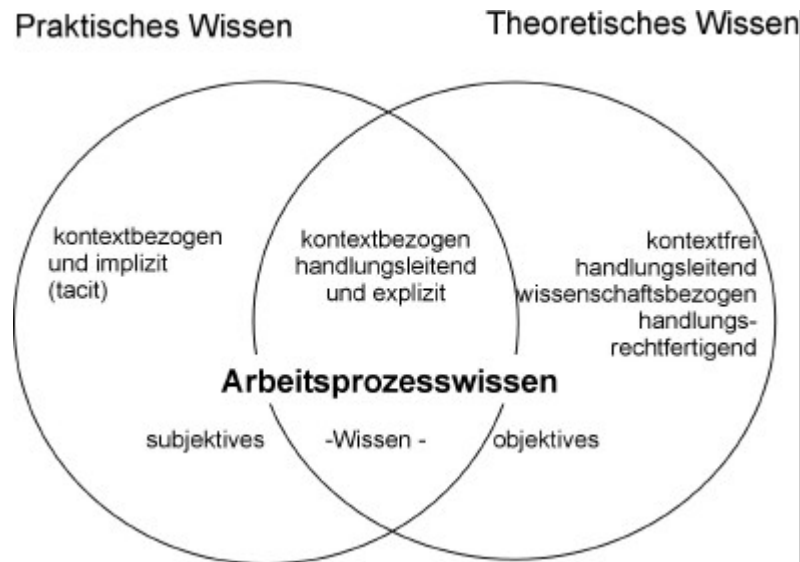 Praktisches Wissen
Theoretisches Wissen
kontextbezogen
und implizit
(tacit)
kontextbezogen
handlungsleitend
und explizit
kontextfrei
handlungsleitend
wissenschaftsbezogen
handlungs-
rechtfertigend
Arbeitsprozesswissen
subjektives
-Wissen -
objektives